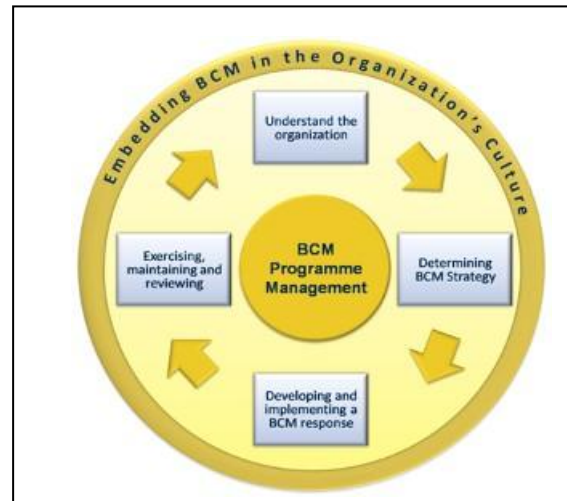 Embedding BCM in the Organization's Culture
Understand the
organization
Exercising,
maintaining and
reviewing
BCM
Programme
Management
Determining
BCM Strategy
Developing and
implementing a
BCM response